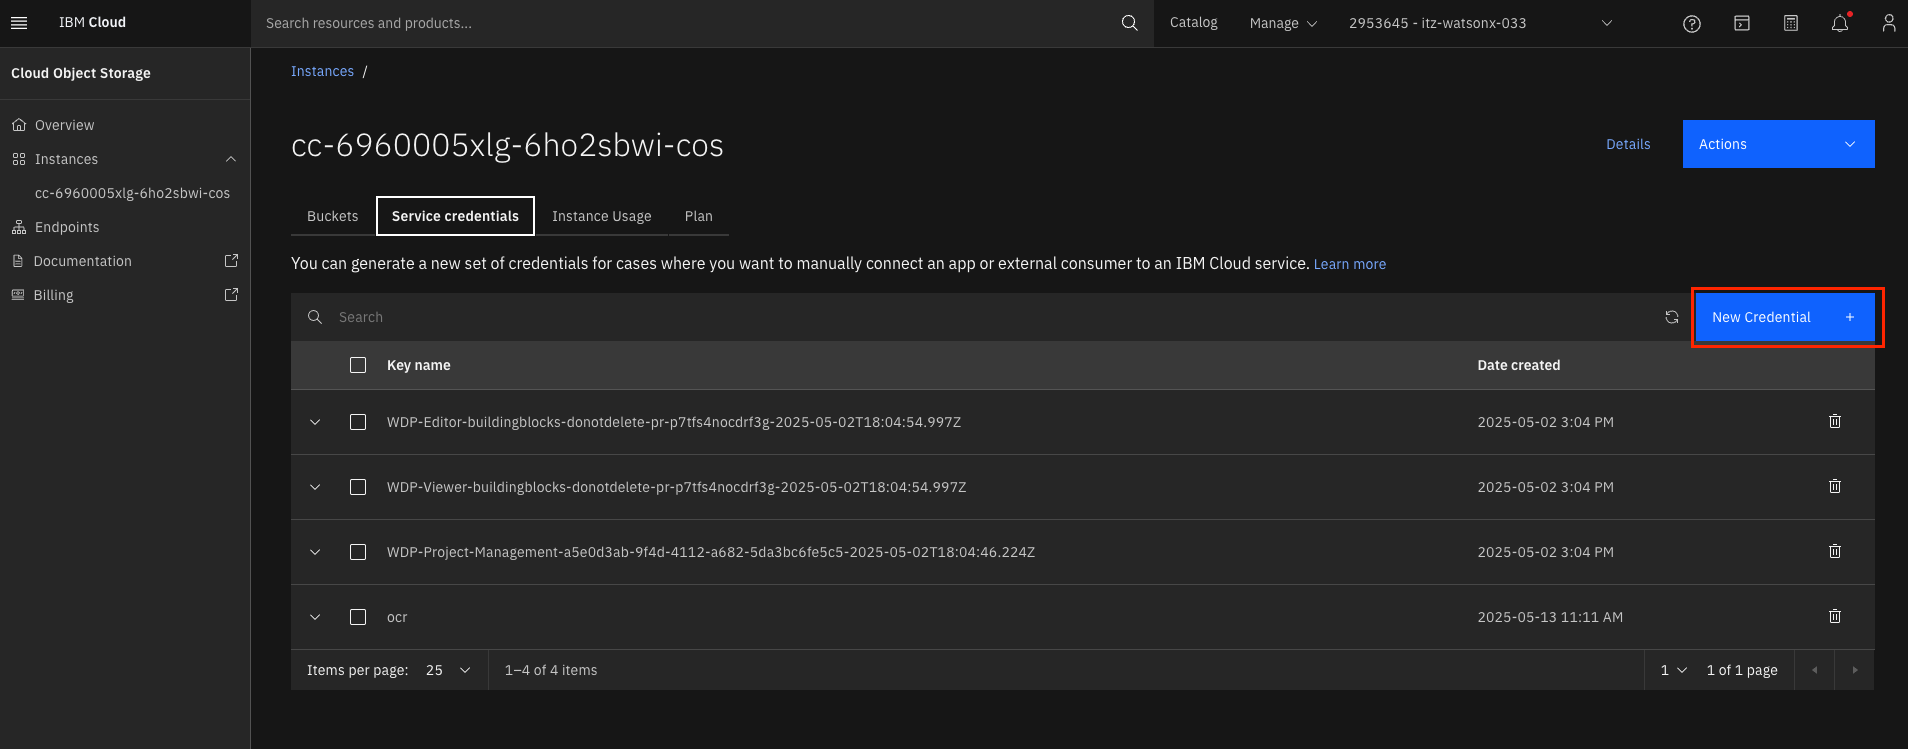 IBM Cloud
Search resources and products...
Catalog
Manage
2953645 - itz-watsonx-033
Cloud Object Storage
Overview
Instances
cc-6960005xlg-6ho2sbwi-cos
Endpoints
Documentation
Billing
Instances /
cc-6960005xlg-6ho2sbwi-cos
Details
Actions
Buckets
Service credentials
Instance Usage
Plan
You can generate a new set of credentials for cases where you want to manually connect an app or external consumer to an IBM Cloud service. Learn more
Search
New Credential +
Key name
Date created
WDP-Editor-buildingblocks-donotdelete-pr-p7tfs4nocdrf3g-2025-05-02T18:04:54.997Z
2025-05-02 3:04 PM
WDP-Viewer-buildingblocks-donotdelete-pr-p7tfs4nocdrf3g-2025-05-02T18:04:54.997Z
2025-05-02 3:04 PM
WDP-Project-Management-a5e0d3ab-9f4d-4112-a682-5da3bc6fe5c5-2025-05-02T18:04:46.224Z
2025-05-02 3:04 PM
ocr
2025-05-13 11:11 AM
Items per page: 25
1–4 of 4 items
1
1 of 1 page